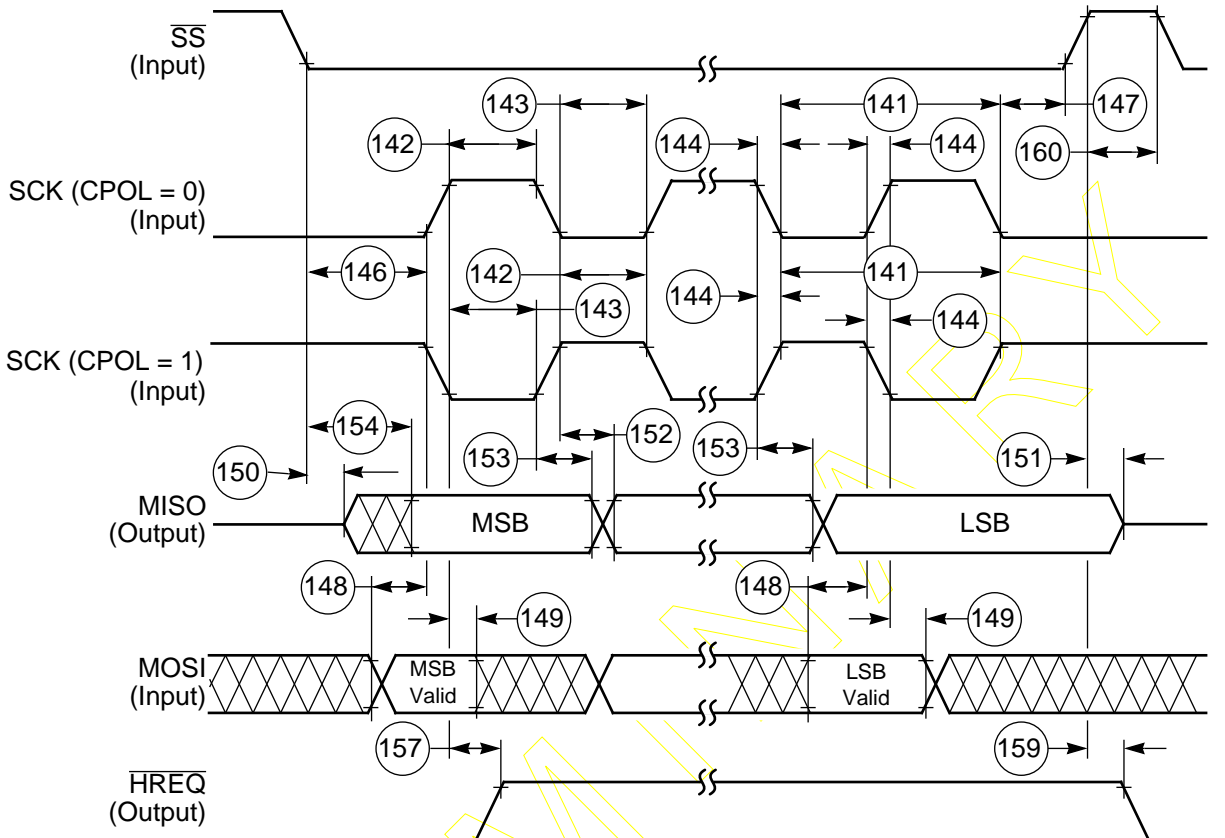 SS
(Input)
143
141
147
142
144
144
160
SCK (CPOL = 0)
(Input)
146
142
141
144
143
144
SCK (CPOL = 1)
(Input)
154
152
150
153
153
151
MISO
(Output)
MSB
LSB
148
148
149
149
MOSI
(Input)
MSB
Valid
LSB
Valid
157
159
HREQ
(Output)